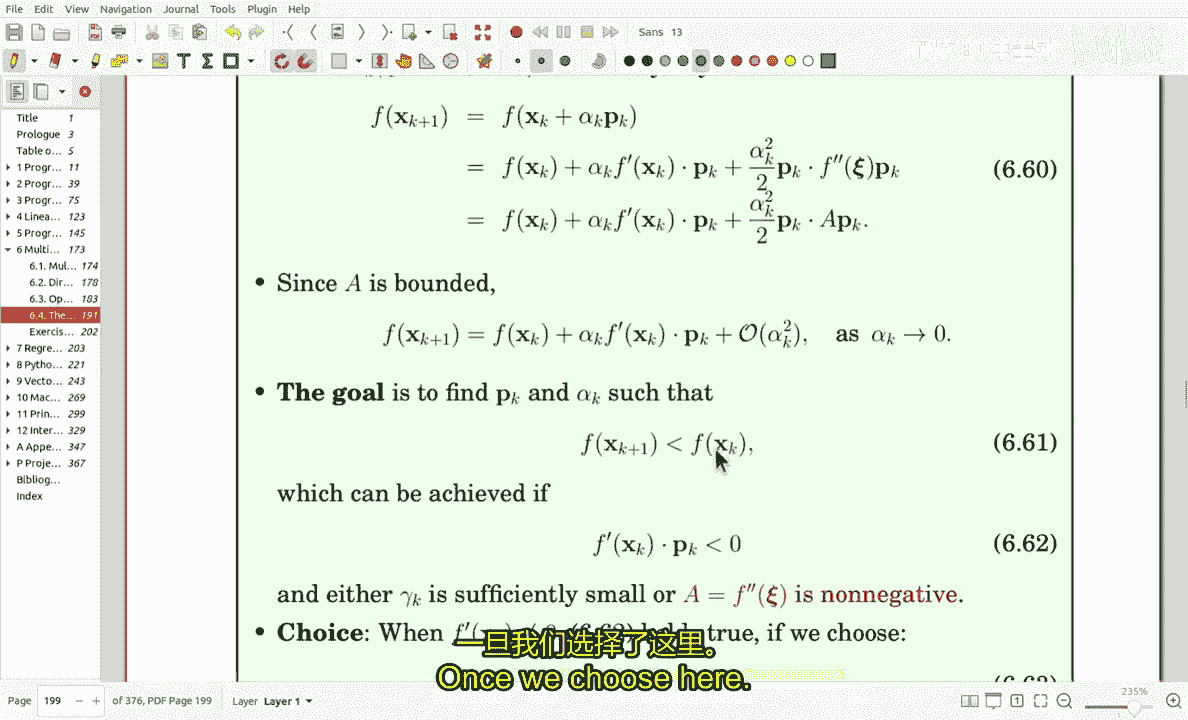 File Edit View Navigation Journal Tools Plugin Help
Sans 13
Title 1
Prologue 3
Table o... 5
1 Progr... 11
2 Progr... 39
3 Progr... 75
4 Linea... 123
5 Progr... 145
6 Multi... 173
6.1. Mul... 174
6.2. Dir... 178
6.3. Op... 183
6.4. The... 191
Exercis... 202
7 Regre... 203
8 Pytho... 221
9 Vecto... 243
10 Mac... 269
11 Prin... 299
12 Inter... 329
A Appe... 347
P Proje... 367
Bibliog...
Index
f(x_{k+1}) = f(x_k + α_k p_k)
= f(x_k) + α_k f′(x_k) · p_k + α_k^2/2 p_k · f″(ξ)p_k (6.60)
= f(x_k) + α_k f′(x_k) · p_k + α_k^2/2 p_k · Ap_k.
• Since A is bounded,
f(x_{k+1}) = f(x_k) + α_k f′(x_k) · p_k + O(α_k^2), as α_k → 0.
• The goal is to find p_k and α_k such that
f(x_{k+1}) < f(x_k), (6.61)
which can be achieved if
f′(x_k) · p_k < 0 (6.62)
and either γ_k is sufficiently small or A = f″(ξ) is nonnegative.
• Choice: When true, if we choose:
一旦我们选择了这里。
Once we choose here.
Page 199 of 376, PDF Page 199 Layer Layer 1 235%